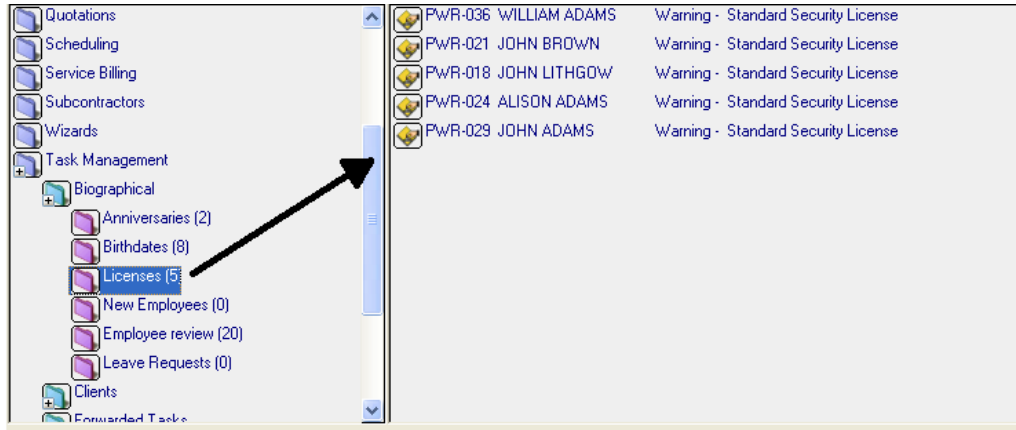 Quotations
Scheduling
Service Billing
Subcontractors
Wizards
Task Management
Biographical
Anniversaries (2)
Birthdates (8)
Licenses (5)
New Employees (0)
Employee review (20)
Leave Requests (0)
Clients
Forwarded Tasks
PWR-036 WILLIAM ADAMS Warning - Standard Security License
PWR-021 JOHN BROWN Warning - Standard Security License
PWR-018 JOHN LITHGOW Warning - Standard Security License
PWR-024 ALISON ADAMS Warning - Standard Security License
PWR-029 JOHN ADAMS Warning - Standard Security License